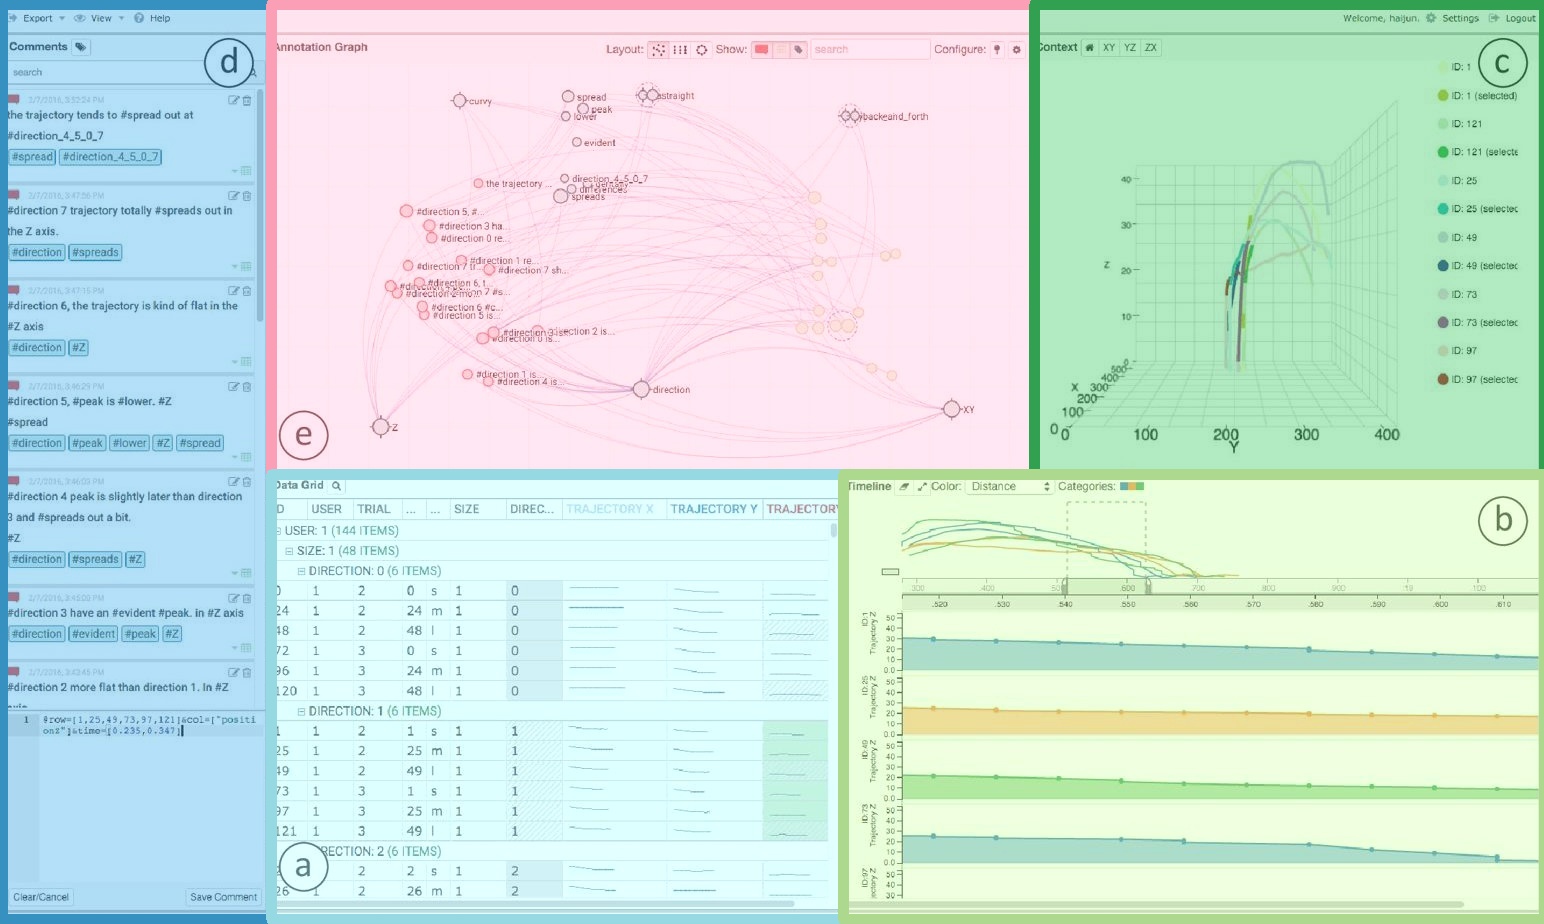 Export View Help
Comments
d
search
2/7/2016, 3:52:24 PM
the trajectory tends to #spread out at
#direction_4_5_0_7
#spread #direction_4_5_0_7
2/7/2016, 3:47:56 PM
#direction 7 trajectory totally #spreads out in
the Z axis.
#direction #spreads
2/7/2016, 3:47:15 PM
#direction 6, the trajectory is kind of flat in the
#Z axis
#direction #Z
2/7/2016, 3:46:29 PM
#direction 5, #peak is #lower. #Z
#spread
#direction #peak #lower #Z #spread
2/7/2016, 3:46:03 PM
#direction 4 peak is slightly later than direction
3 and #spreads out a bit.
#Z
#direction #spreads #Z
2/7/2016, 3:45:00 PM
#direction 3 have an #evident #peak. in #Z axis
#direction #evident #peak #Z
2/7/2016, 3:42:45 PM
#direction 2 more flat than direction 1. In #Z
1 @row=[1,25,49,73,97,121]&col=["positi
onZ"]&time=[0.235,0.347]
Clear/Cancel Save Comment
Annotation Graph Layout: Show: search Configure:
curvy
spread
peak
lower
straight
backeand_forth
evident
direction_4_5_0_7
differences
spreads
the trajectory ...
#direction 5, #...
#direction 3 ha...
#direction 0 re...
#direction 1 re...
#direction 7 sh...
#direction 6 #c...
#direction 5 is...
#direction 2 is...
#direction 1 is...
#direction 4 is...
direction
XY
Z
e
Welcome, haijun. Settings Logout
Context XY YZ ZX
c
ID: 1
ID: 1 (selected)
ID: 121
ID: 121 (selecte
ID: 25
ID: 25 (selected
ID: 49
ID: 49 (selected
ID: 73
ID: 73 (selected
ID: 97
ID: 97 (selected
40
30
Z
20
10
0
500
400
X 300
200
100
0 0 100 200 300 400
Y
Data Grid
D USER TRIAL ... ... SIZE DIREC... TRAJECTORY X TRAJECTORY Y TRAJECTORY
USER: 1 (144 ITEMS)
SIZE: 1 (48 ITEMS)
DIRECTION: 0 (6 ITEMS)
0 1 2 0 s 1 0
24 1 2 24 m 1 0
48 1 2 48 l 1 0
72 1 3 0 s 1 0
96 1 3 24 m 1 0
120 1 3 48 l 1 0
DIRECTION: 1 (6 ITEMS)
1 1 2 1 s 1 1
25 1 2 25 m 1 1
49 1 2 49 l 1 1
73 1 3 1 s 1 1
97 1 3 25 m 1 1
121 1 3 49 l 1 1
RECTION: 2 (6 ITEMS)
1 2 2 s 1 2
26 1 2 26 m 1 2
a
Timeline Color: Distance Categories:
b
300 400 500 600 700 800 900 10 100
.520 .530 .540 .550 .560 .570 .580 .590 .600 .610
ID:1
Trajectory Z
50
40
30
20
10
0.0
ID:25
Trajectory Z
50
40
30
20
10
0.0
ID:49
Trajectory Z
50
40
30
20
10
0.0
ID:73
Trajectory Z
50
40
30
20
10
0.0
ID:97
50
40
30